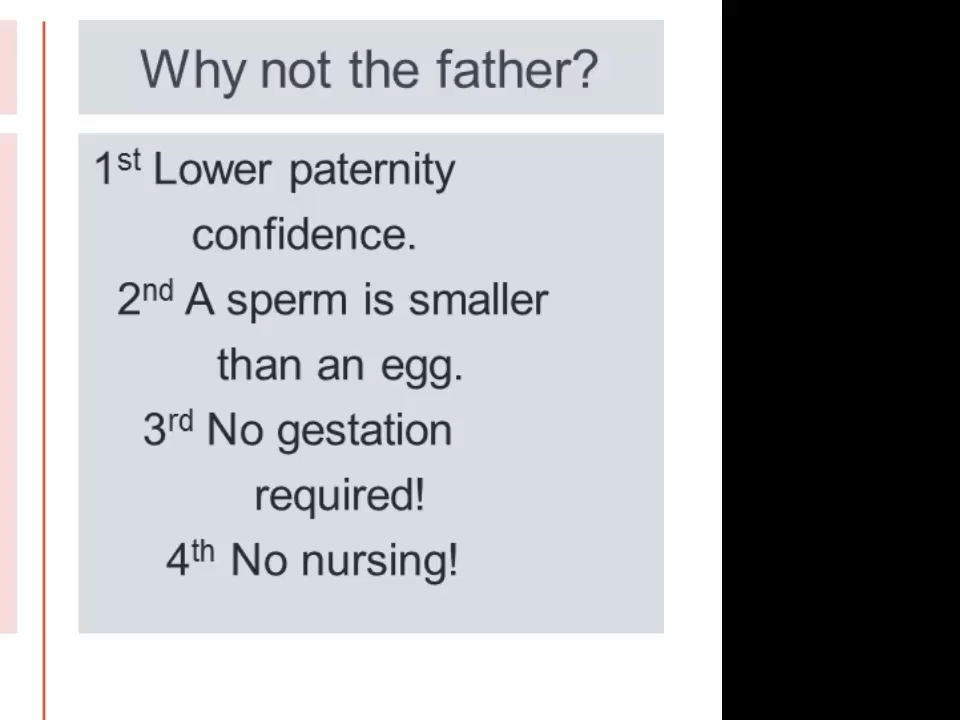 Why not the father?
1st Lower paternity
confidence.
2nd A sperm is smaller
than an egg.
3rd No gestation
required!
4th No nursing!